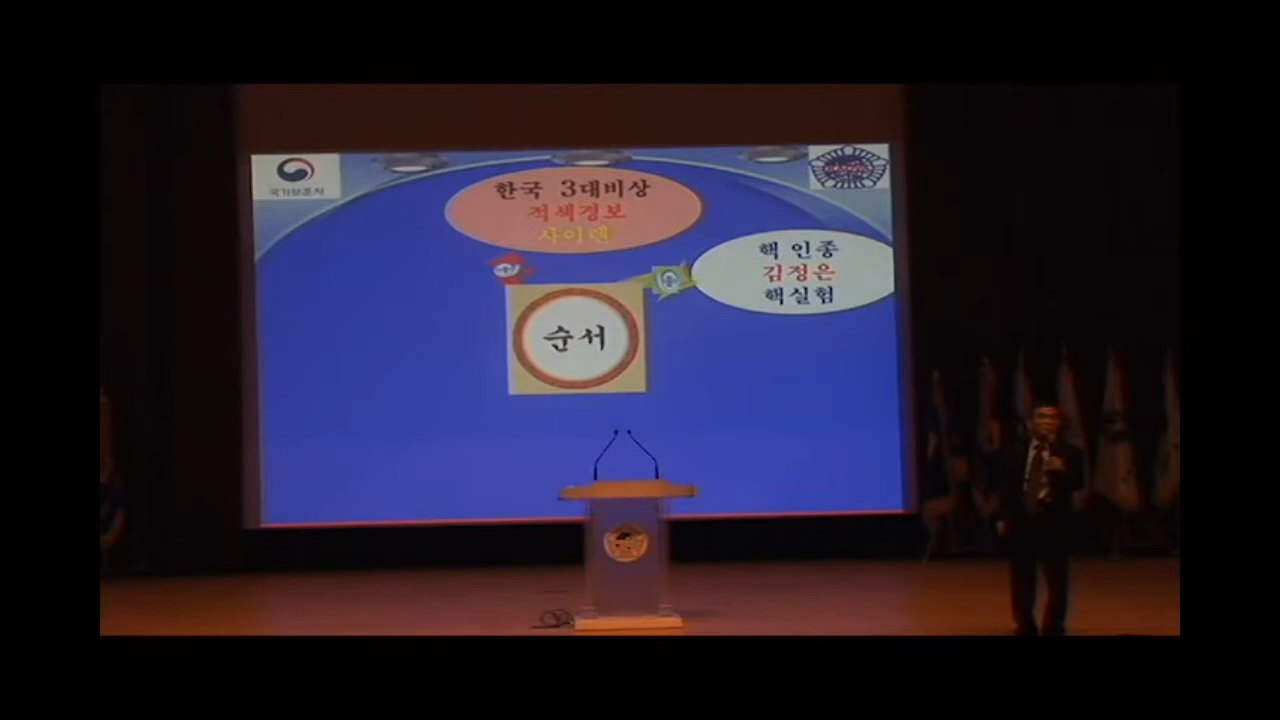 국가보훈처
한국 3대비상
적색경보
사이렌
핵 인종
김정은
핵실험
순서